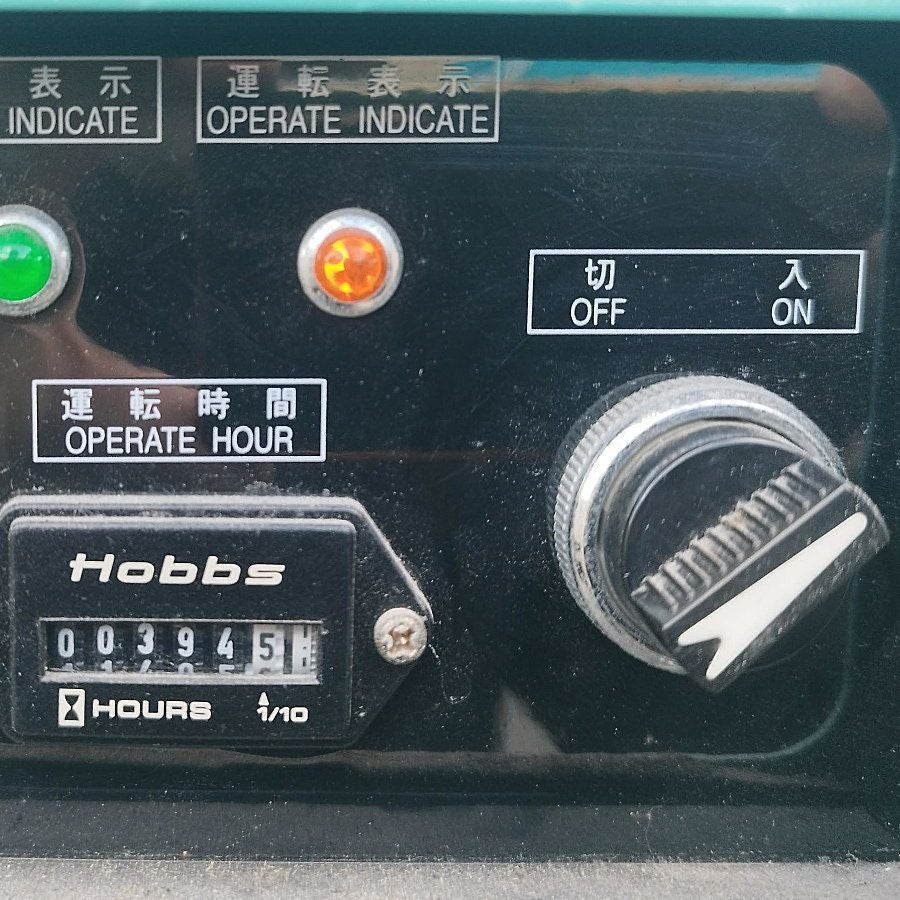 表示
INDICATE
運転表示
OPERATE INDICATE
切 入
OFF ON
運転時間
OPERATE HOUR
Hobbs
003945
HOURS 1/10